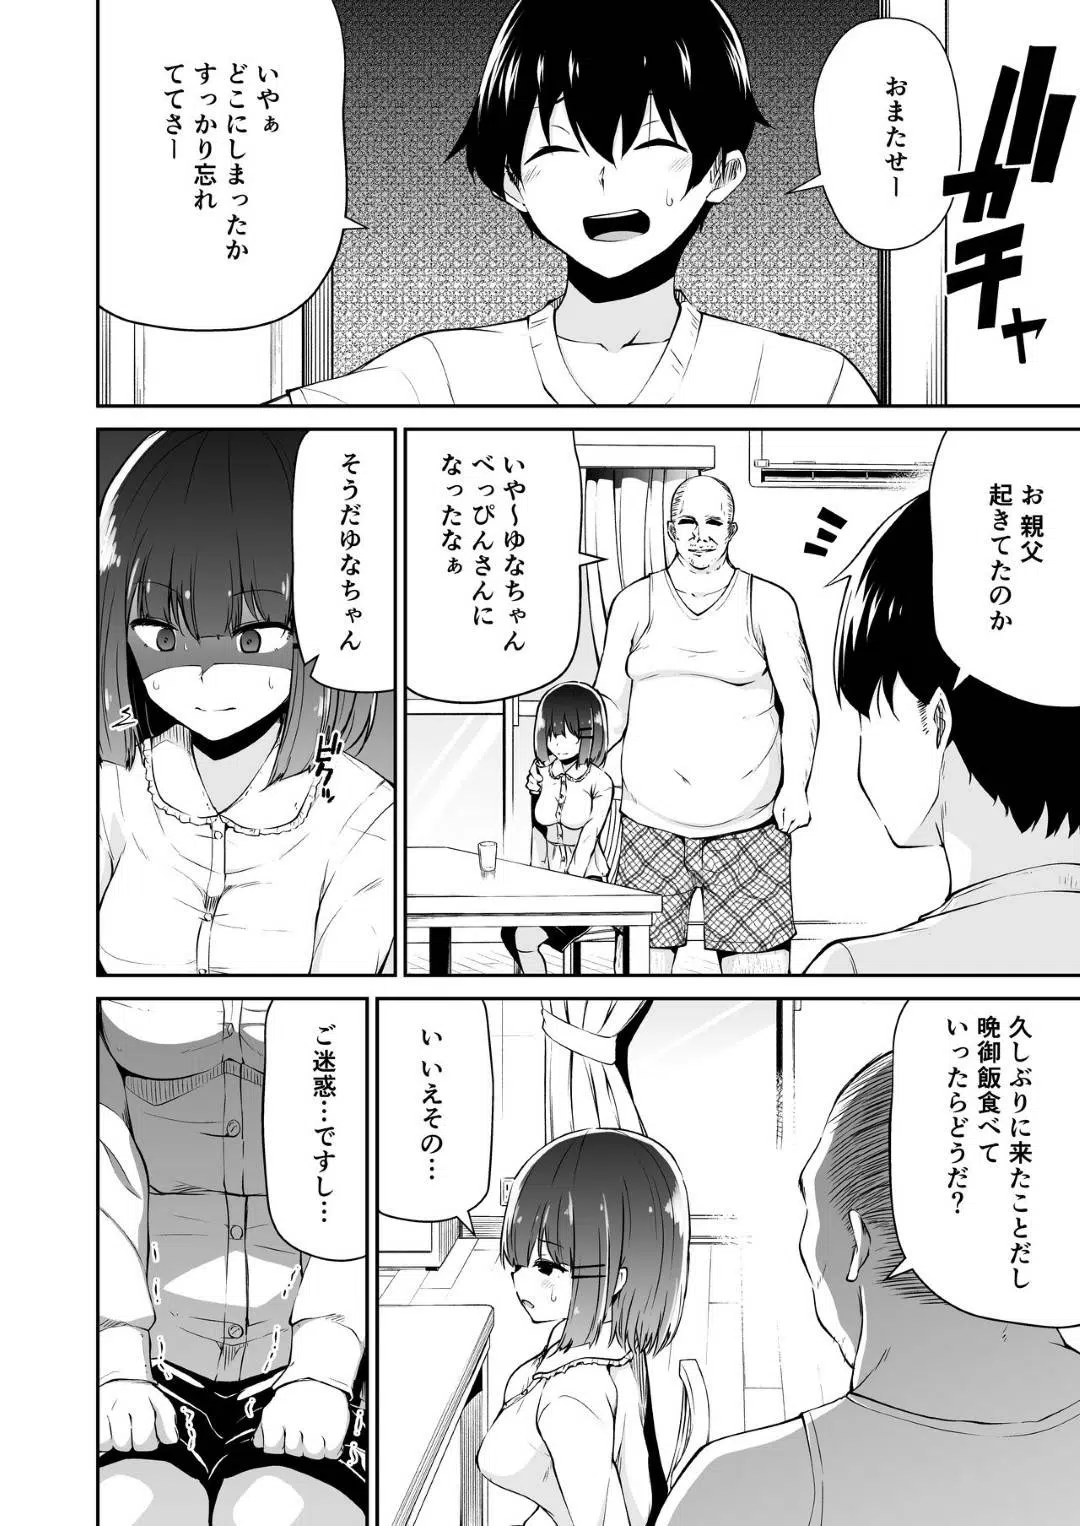 ガチャ
おまたせー
いやぁ
どこにしまったか
すっかり忘れ
ててさー
お 親父
起きてたのか
いや～ゆなちゃん
べっぴんさんに
なったなぁ
そうだゆなちゃん
ビクッ
久しぶりに来たことだし
晩御飯食べて
いったらどうだ？
い いえその…
ご迷惑…ですし…